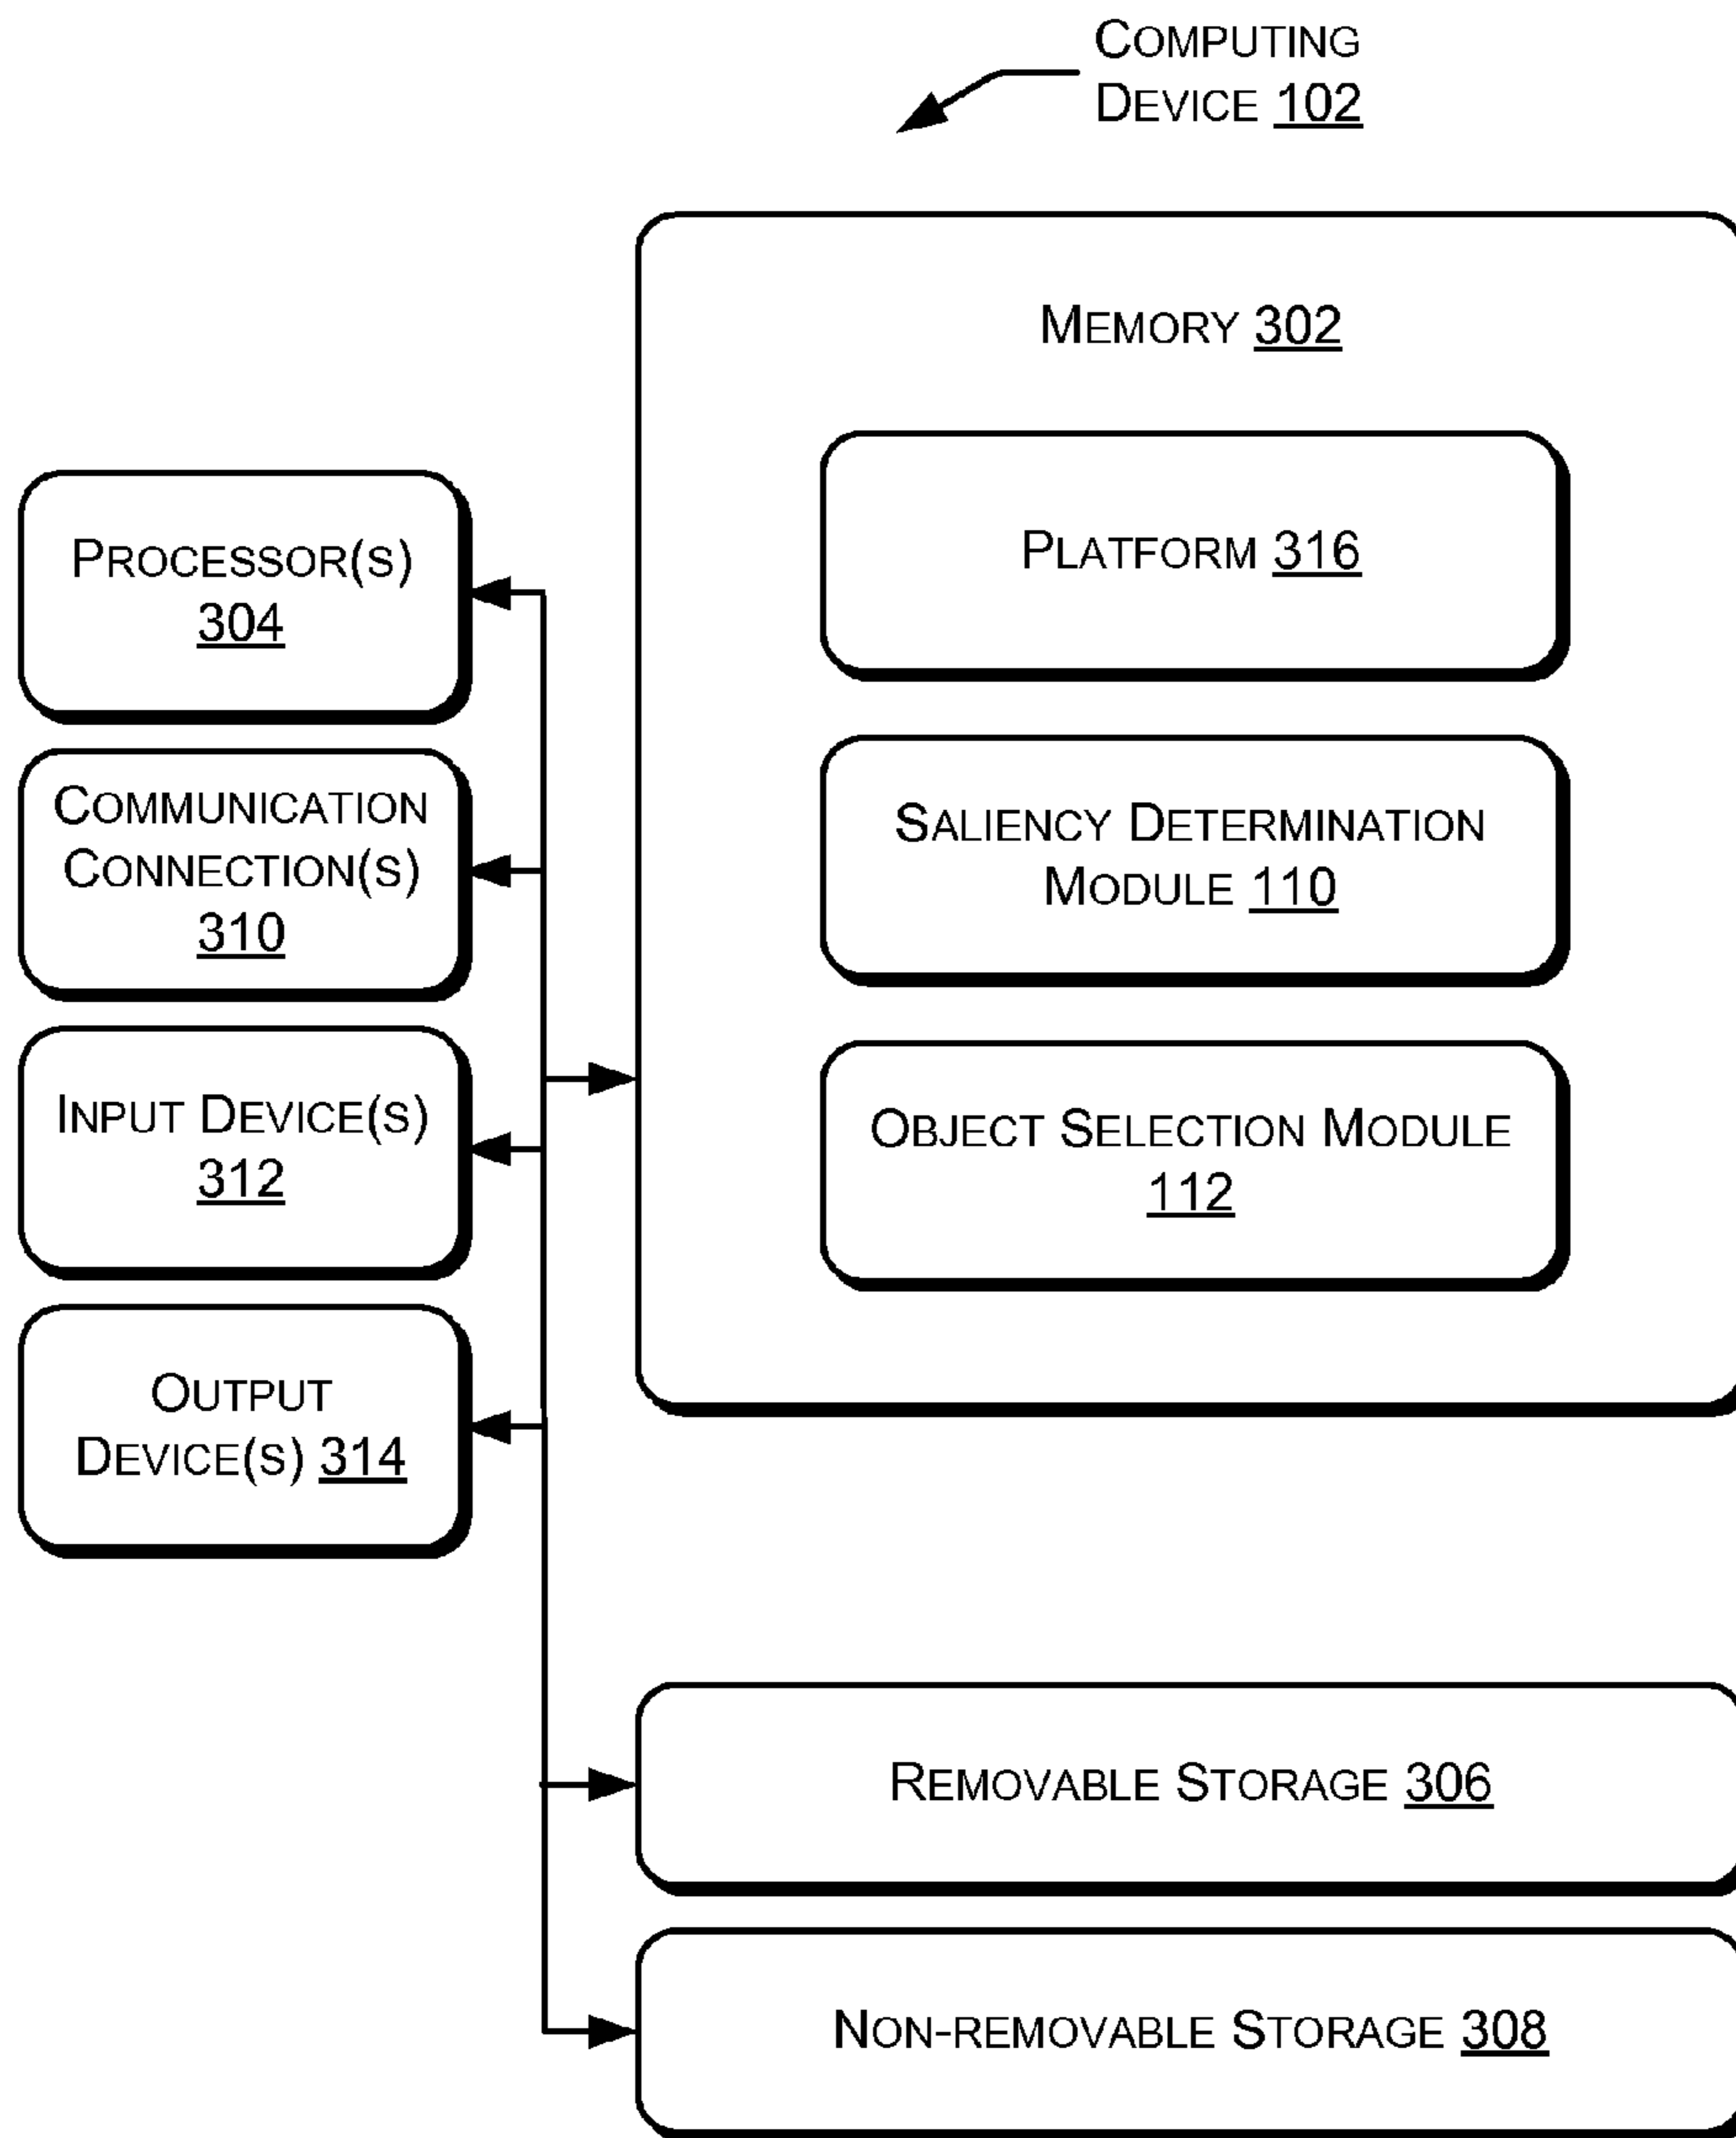 COMPUTING
DEVICE 102
MEMORY 302
PLATFORM 316
SALIENCY DETERMINATION
MODULE 110
OBJECT SELECTION MODULE
112
PROCESSOR(S)
304
COMMUNICATION
CONNECTION(S)
310
INPUT DEVICE(S)
312
OUTPUT
DEVICE(S) 314
REMOVABLE STORAGE 306
NON-REMOVABLE STORAGE 308